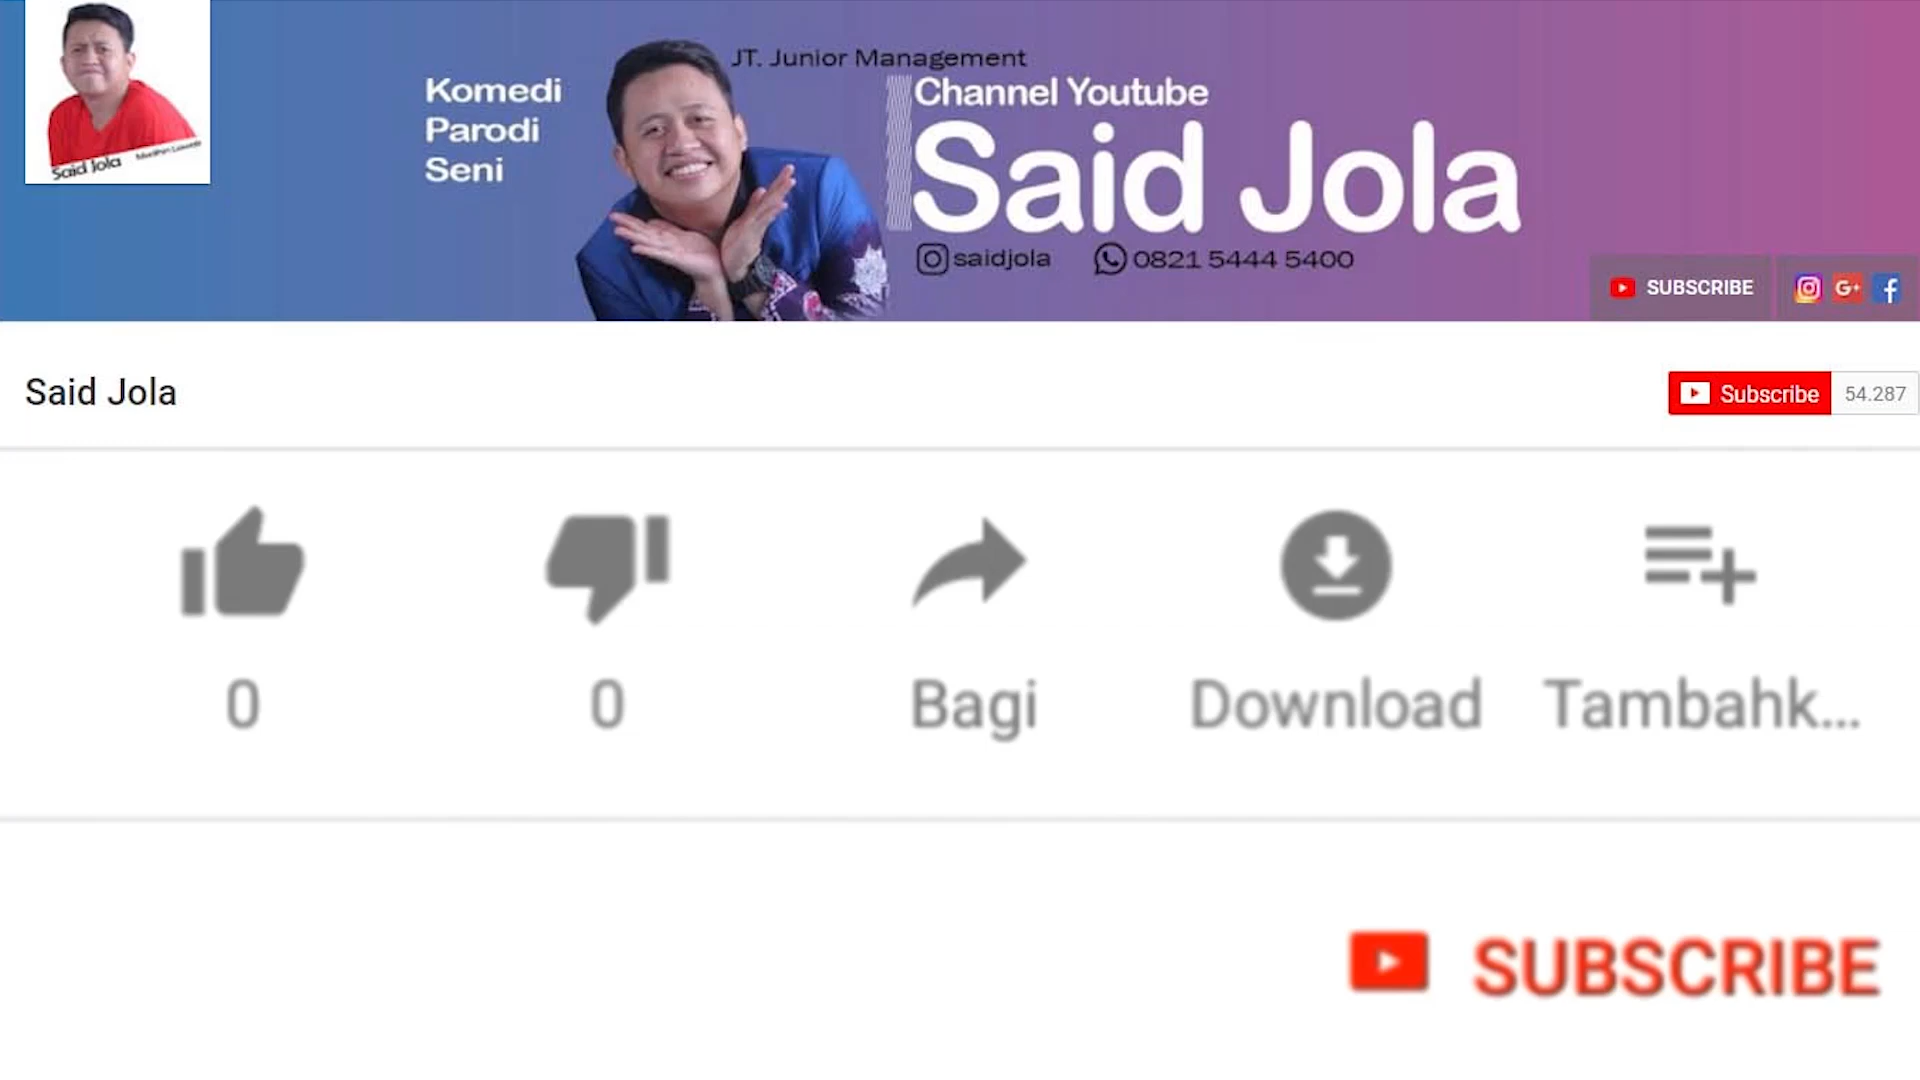 Said Jola
Komedi
Parodi
Seni
JT. Junior Management
Channel Youtube
Said Jola
saidjola
0821 5444 5400
SUBSCRIBE
G+
f
Said Jola
Subscribe
54.287
0
0
Bagi
Download
Tambahk...
SUBSCRIBE